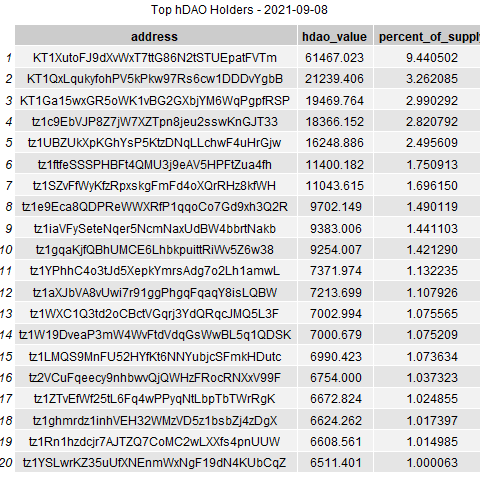 Top hDAO Holders - 2021-09-08
address hdao_value percent_of_supply
1 KT1XutoFJ9dXvWxT7ttG86N2tSTUEpatFVTm 61467.023 9.440502
2 KT1QxLqukyfohPV5kPkw97Rs6cw1DDDvYgbB 21239.406 3.262085
3 KT1Ga15wxGR5oWK1vBG2GXbjYM6WqPgpfRSP 19469.764 2.990292
4 tz1c9EbVJP8Z7jW7XZTpn8jeu2sswKnGJT33 18366.152 2.820792
5 tz1UBZUkXpKGhYsP5KtzDNqLLchwF4uHrGjw 16248.886 2.495609
6 tz1ftfeSSSPHBFt4QMU3j9eAV5HPFtZua4fh 11400.182 1.750913
7 tz1SZvFfWyKfzRpxskgFmFd4oXQrRHz8kfWH 11043.615 1.696150
8 tz1e9Eca8QDPReWWXRfP1qqoCo7Gd9xh3Q2R 9702.149 1.490119
9 tz1iaVFySeteNqer5NcmNaxUdBW4bbrtNakb 9383.006 1.441103
10 tz1gqaKjfQBhUMCE6LhbkpuittRiWv5Z6w38 9254.007 1.421290
11 tz1YPhhC4o3tJd5XepkYmrsAdg7o2Lh1amwL 7371.974 1.132235
12 tz1aXJbVA8vUwi7r91ggPhgqFqaqY8isLQBW 7213.699 1.107926
13 tz1WXC1Q3td2oCBctVGqrj3YdQRqcJMQ5L3F 7002.994 1.075565
14 tz1W19DveaP3mW4WvFtdVdqGsWwBL5q1QDSK 7000.679 1.075209
15 tz1LMQS9MnFU52HYfKt6NNYubjcSFmkHDutc 6990.423 1.073634
16 tz2VCuFqeecy9nhbwvQjQWHzFRocRNXxV99F 6754.000 1.037323
17 tz1ZTvEfWf25tL6Fq4wPPyqNtLbpTbTWrRgK 6672.824 1.024855
18 tz1ghmrdz1inhVEH32WMzVD5z1bsbZj4zDgX 6624.262 1.017397
19 tz1Rn1hzdcjr7AJTZQ7CoMC2wLXXfs4pnUUW 6608.561 1.014985
20 tz1YSLwrKZ35uUfXNEnmWxNgF19dN4KUbCqZ 6511.401 1.000063